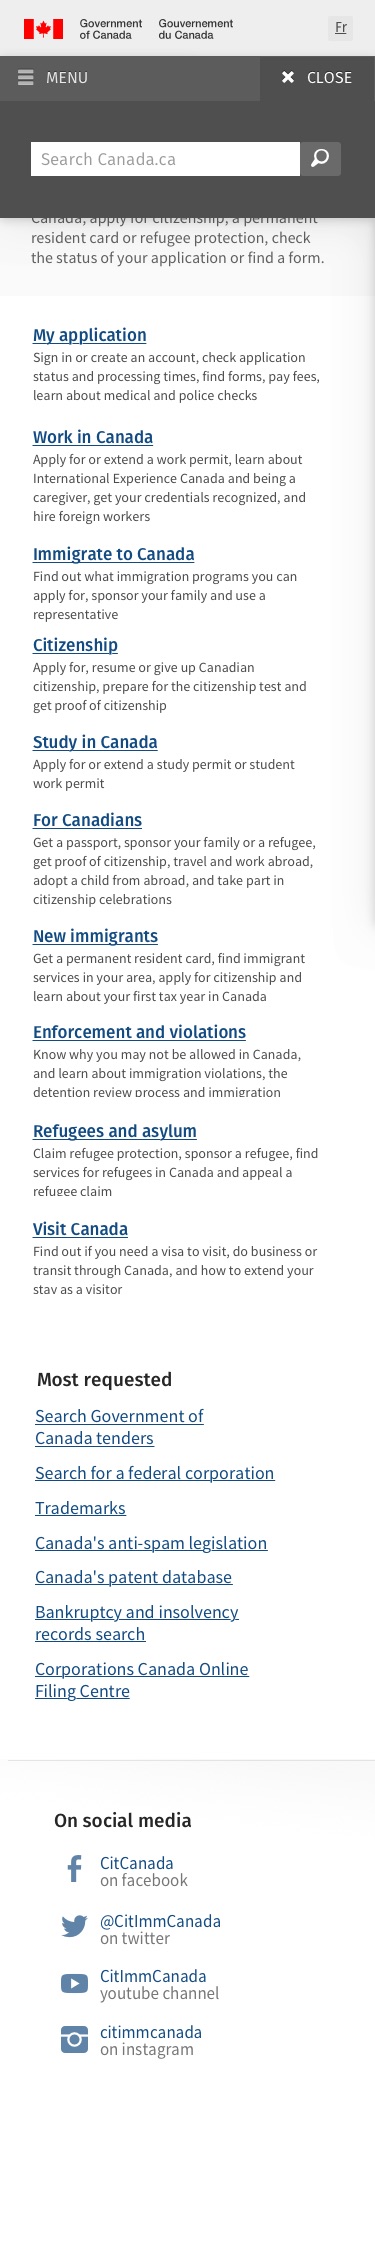 Government
of Canada
Gouvernement
du Canada
Fr
MENU
CLOSE
Search Canada.ca
Canada, apply for citizenship, a permanent
resident card or refugee protection, check
the status of your application or find a form.
My application
Sign in or create an account, check application
status and processing times, find forms, pay fees,
learn about medical and police checks
Work in Canada
Apply for or extend a work permit, learn about
International Experience Canada and being a
caregiver, get your credentials recognized, and
hire foreign workers
Immigrate to Canada
Find out what immigration programs you can
apply for, sponsor your family and use a
representative
Citizenship
Apply for, resume or give up Canadian
citizenship, prepare for the citizenship test and
get proof of citizenship
Study in Canada
Apply for or extend a study permit or student
work permit
For Canadians
Get a passport, sponsor your family or a refugee,
get proof of citizenship, travel and work abroad,
adopt a child from abroad, and take part in
citizenship celebrations
New immigrants
Get a permanent resident card, find immigrant
services in your area, apply for citizenship and
learn about your first tax year in Canada
Enforcement and violations
Know why you may not be allowed in Canada,
and learn about immigration violations, the
detention review process and immigration
Refugees and asylum
Claim refugee protection, sponsor a refugee, find
services for refugees in Canada and appeal a
refugee claim
Visit Canada
Find out if you need a visa to visit, do business or
transit through Canada, and how to extend your
stay as a visitor
Most requested
Search Government of
Canada tenders
Search for a federal corporation
Trademarks
Canada's anti-spam legislation
Canada's patent database
Bankruptcy and insolvency
records search
Corporations Canada Online
Filing Centre
On social media
CitCanada
on facebook
@CitImmCanada
on twitter
CitImmCanada
youtube channel
citimmcanada
on instagram